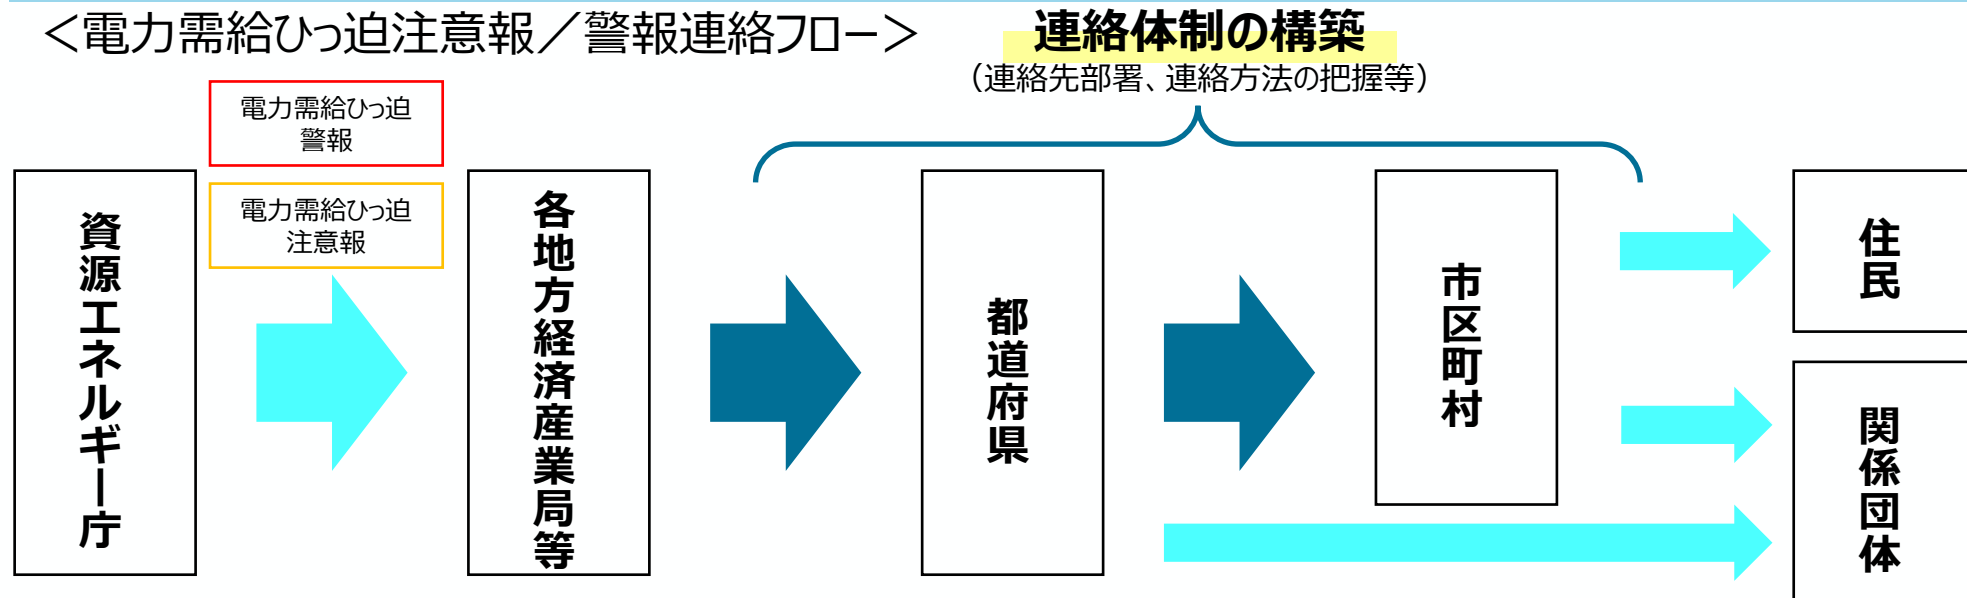 ＜電力需給ひっ迫注意報／警報連絡フロー＞
連絡体制の構築
（連絡先部署、連絡方法の把握等）
電力需給ひっ迫
警報
電力需給ひっ迫
注意報
資源エネルギー庁
各地方経済産業局等
都道府県
市区町村
住民
関係団体